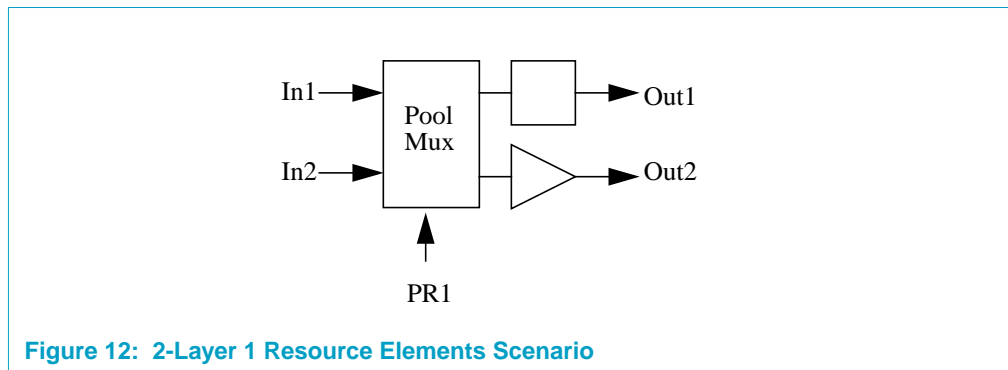 In1
Pool
Mux
Out1
In2
Out2
PR1
Figure 12: 2-Layer 1 Resource Elements Scenario